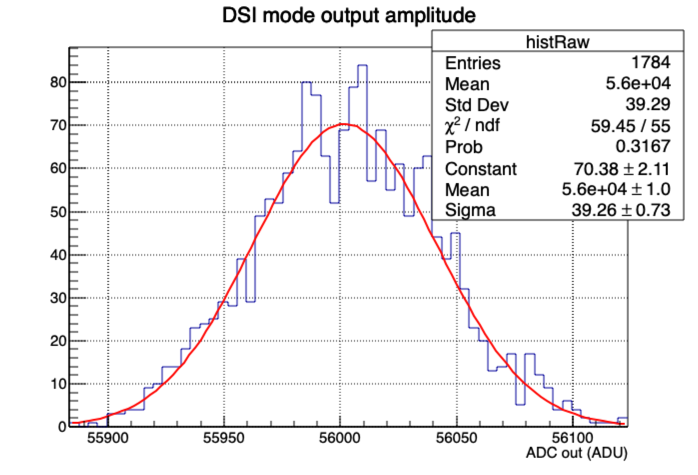 DSI mode output amplitude
histRaw
Entries 1784
Mean 5.6e+04
Std Dev 39.29
χ² / ndf 59.45 / 55
Prob 0.3167
Constant 70.38 ± 2.11
Mean 5.6e+04 ± 1.0
Sigma 39.26 ± 0.73
80
70
60
50
40
30
20
10
0
55900 55950 56000 56050 56100
ADC out (ADU)